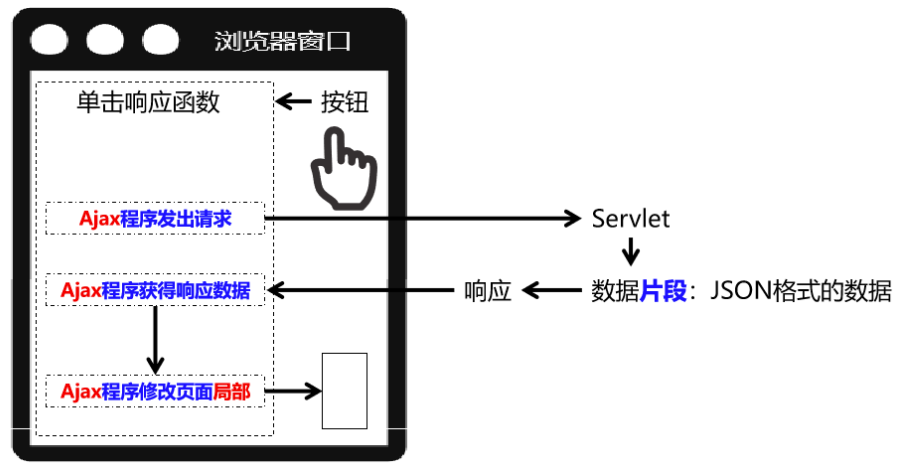 浏览器窗口
单击响应函数
按钮
Ajax程序发出请求
Servlet
Ajax程序获得响应数据
响应
数据片段：JSON格式的数据
Ajax程序修改页面局部